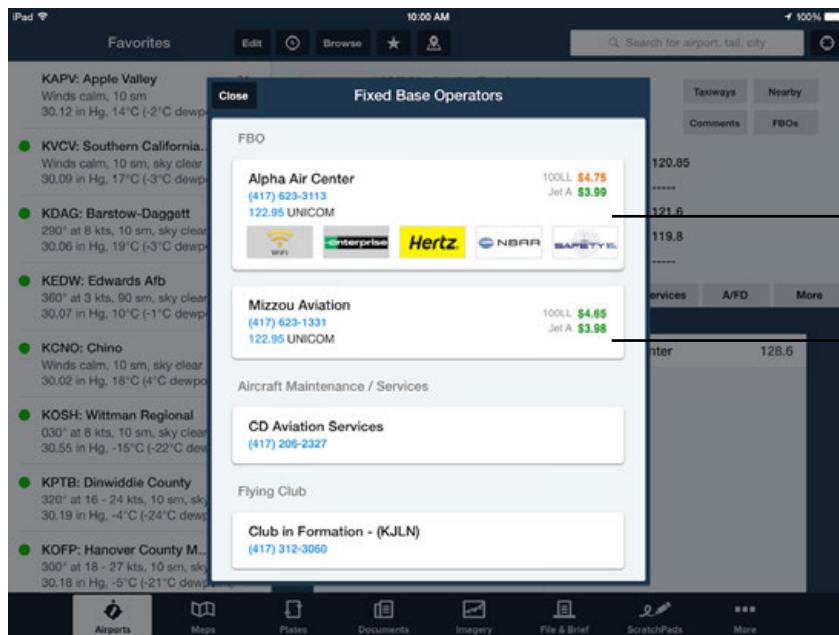 iPad
10:00 AM
100%
Favorites
Edit
Browse
Search for airport, tail, city
KAPV: Apple Valley
Winds calm, 10 sm
30.12 in Hg, 14°C (-2°C dewp
KVCV: Southern California..
Winds calm, 10 sm, sky clear
30.09 in Hg, 17°C (-3°C dewp
KDAG: Barstow-Daggett
290° at 8 kts, 10 sm, sky clear
30.06 in Hg, 19°C (-3°C dewp
KEDW: Edwards Afb
360° at 3 kts, 90 sm, sky clear
30.07 in Hg, 10°C (-1°C dewp
KCNO: Chino
Winds calm, 10 sm, sky clear
30.02 in Hg, 18°C (4°C dewpo
KOSH: Wittman Regional
030° at 8 kts, 10 sm, sky clear
30.55 in Hg, -15°C (-22°C dew
KPTB: Dinwiddie County
320° at 16 - 24 kts, 10 sm, sky
30.19 in Hg, -4°C (-24°C dewp
KOFP: Hanover County M..
300° at 18 - 27 kts, 10 sm, sky
30.18 in Hg, -5°C (-21°C dewpoint)
Close
Fixed Base Operators
FBO
Alpha Air Center
(417) 623-3113
122.95 UNICOM
100LL $4.75
Jet A $3.99
WiFi
enterprise
Hertz
NBAA
SAFETY
Mizzou Aviation
(417) 623-1331
122.95 UNICOM
100LL $4.65
Jet A $3.98
Aircraft Maintenance / Services
CD Aviation Services
(417) 206-2327
Flying Club
Club in Formation - (KJLN)
(417) 312-3060
Taxiways
Nearby
Comments
FBOs
120.85
-----
121.6
119.8
-----
ervices
A/FD
More
nter
128.6
Airports
Maps
Plates
Documents
Imagery
File & Brief
ScratchPads
More